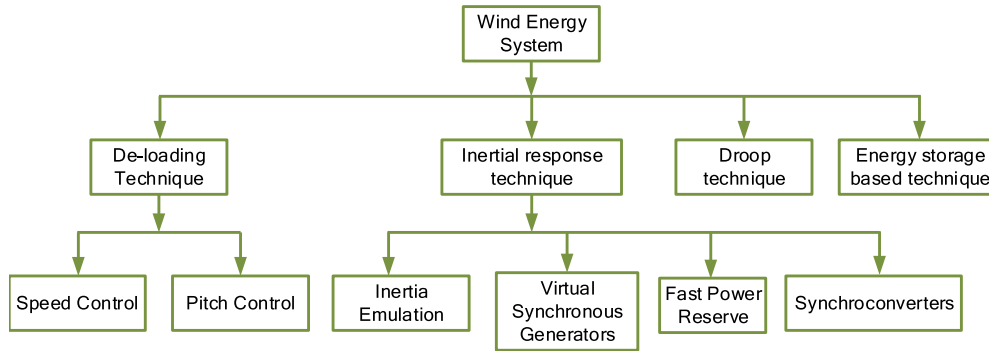 Wind Energy
System
De-loading
Technique
Inertial response
technique
Droop
technique
Energy storage
based technique
Speed Control
Pitch Control
Inertia
Emulation
Virtual
Synchronous
Generators
Fast Power
Reserve
Synchroconverters